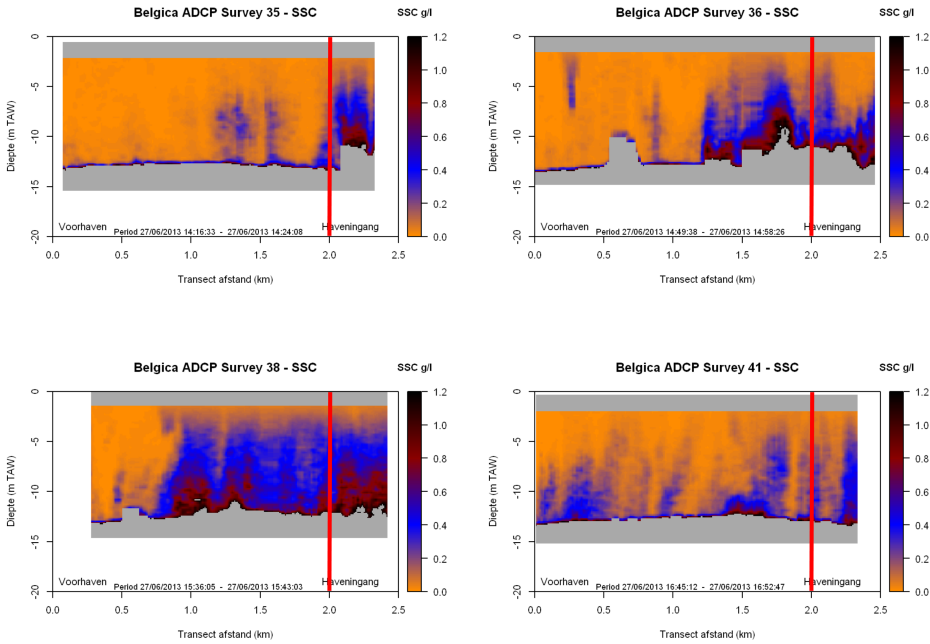 Belgica ADCP Survey 35 - SSC
SSC g/l
Diepte (m TAW)
0
-5
-10
-15
-20
1.2
1.0
0.8
0.6
0.4
0.2
0.0
Voorhaven
Haveningang
Period 27/06/2013 14:16:33 - 27/06/2013 14:24:08
0.0 0.5 1.0 1.5 2.0 2.5
Transect afstand (km)
Belgica ADCP Survey 36 - SSC
SSC g/l
Diepte (m TAW)
0
-5
-10
-15
-20
1.2
1.0
0.8
0.6
0.4
0.2
0.0
Voorhaven
Haveningang
Period 27/06/2013 14:49:38 - 27/06/2013 14:58:26
0.0 0.5 1.0 1.5 2.0 2.5
Transect afstand (km)
Belgica ADCP Survey 38 - SSC
SSC g/l
Diepte (m TAW)
0
-5
-10
-15
-20
1.2
1.0
0.8
0.6
0.4
0.2
0.0
Voorhaven
Haveningang
Period 27/06/2013 15:36:05 - 27/06/2013 15:43:03
0.0 0.5 1.0 1.5 2.0 2.5
Transect afstand (km)
Belgica ADCP Survey 41 - SSC
SSC g/l
Diepte (m TAW)
0
-5
-10
-15
-20
1.2
1.0
0.8
0.6
0.4
0.2
0.0
Voorhaven
Haveningang
Period 27/06/2013 16:45:12 - 27/06/2013 16:52:47
0.0 0.5 1.0 1.5 2.0 2.5
Transect afstand (km)